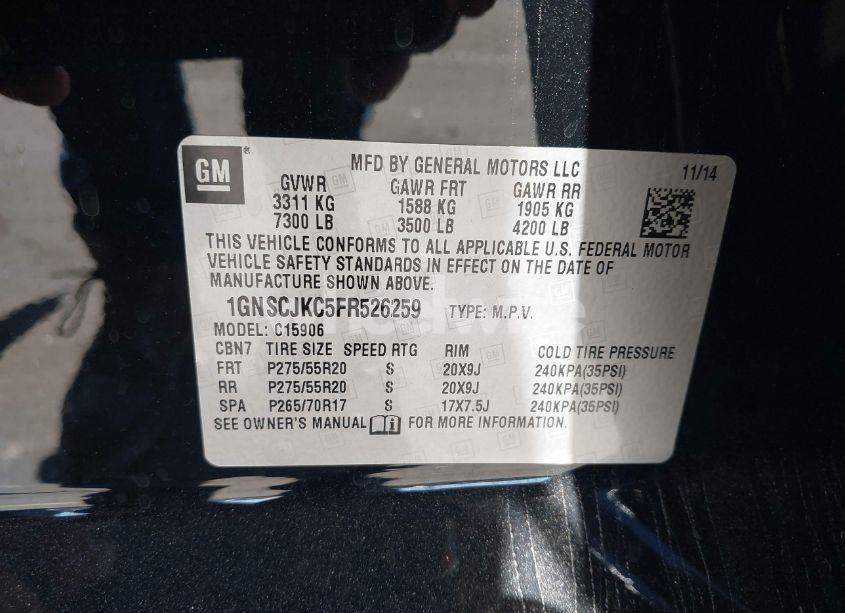 GM
MFD BY GENERAL MOTORS LLC
11/14
GVWR GAWR FRT GAWR RR
3311 KG 1588 KG 1905 KG
7300 LB 3500 LB 4200 LB
THIS VEHICLE CONFORMS TO ALL APPLICABLE U.S. FEDERAL MOTOR
VEHICLE SAFETY STANDARDS IN EFFECT ON THE DATE OF
MANUFACTURE SHOWN ABOVE.
1GNSCJKC5FR526259 TYPE: M.P.V.
MODEL: C15906
CBN7 TIRE SIZE SPEED RTG RIM COLD TIRE PRESSURE
FRT P275/55R20 S 20X9J 240KPA(35PSI)
RR P275/55R20 S 20X9J 240KPA(35PSI)
SPA P265/70R17 S 17X7.5J 240KPA(35PSI)
SEE OWNER'S MANUAL FOR MORE INFORMATION.